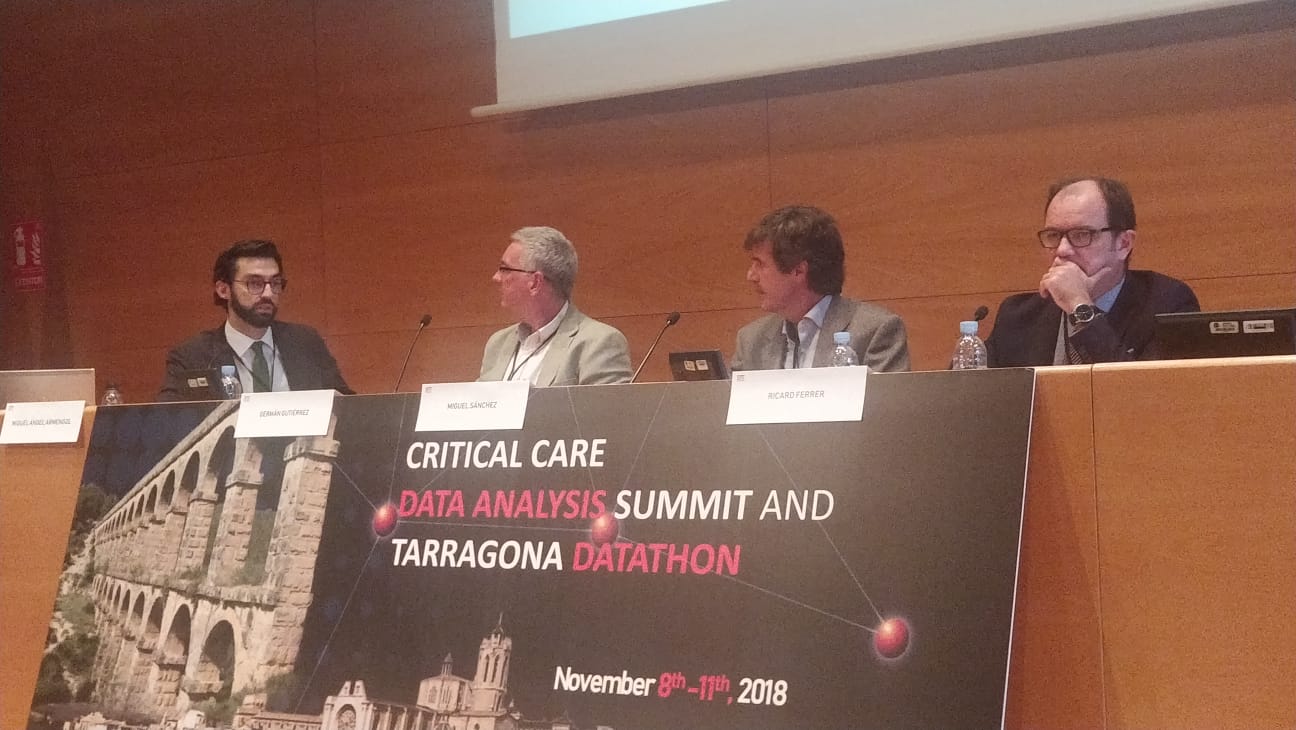 MIGUEL ÁNGEL ARMENGOL
GERMÁN GUTIÉRREZ
MIGUEL SÁNCHEZ
RICARD FERRER
CRITICAL CARE
DATA ANALYSIS SUMMIT AND
TARRAGONA DATATHON
November 8th-11th, 2018